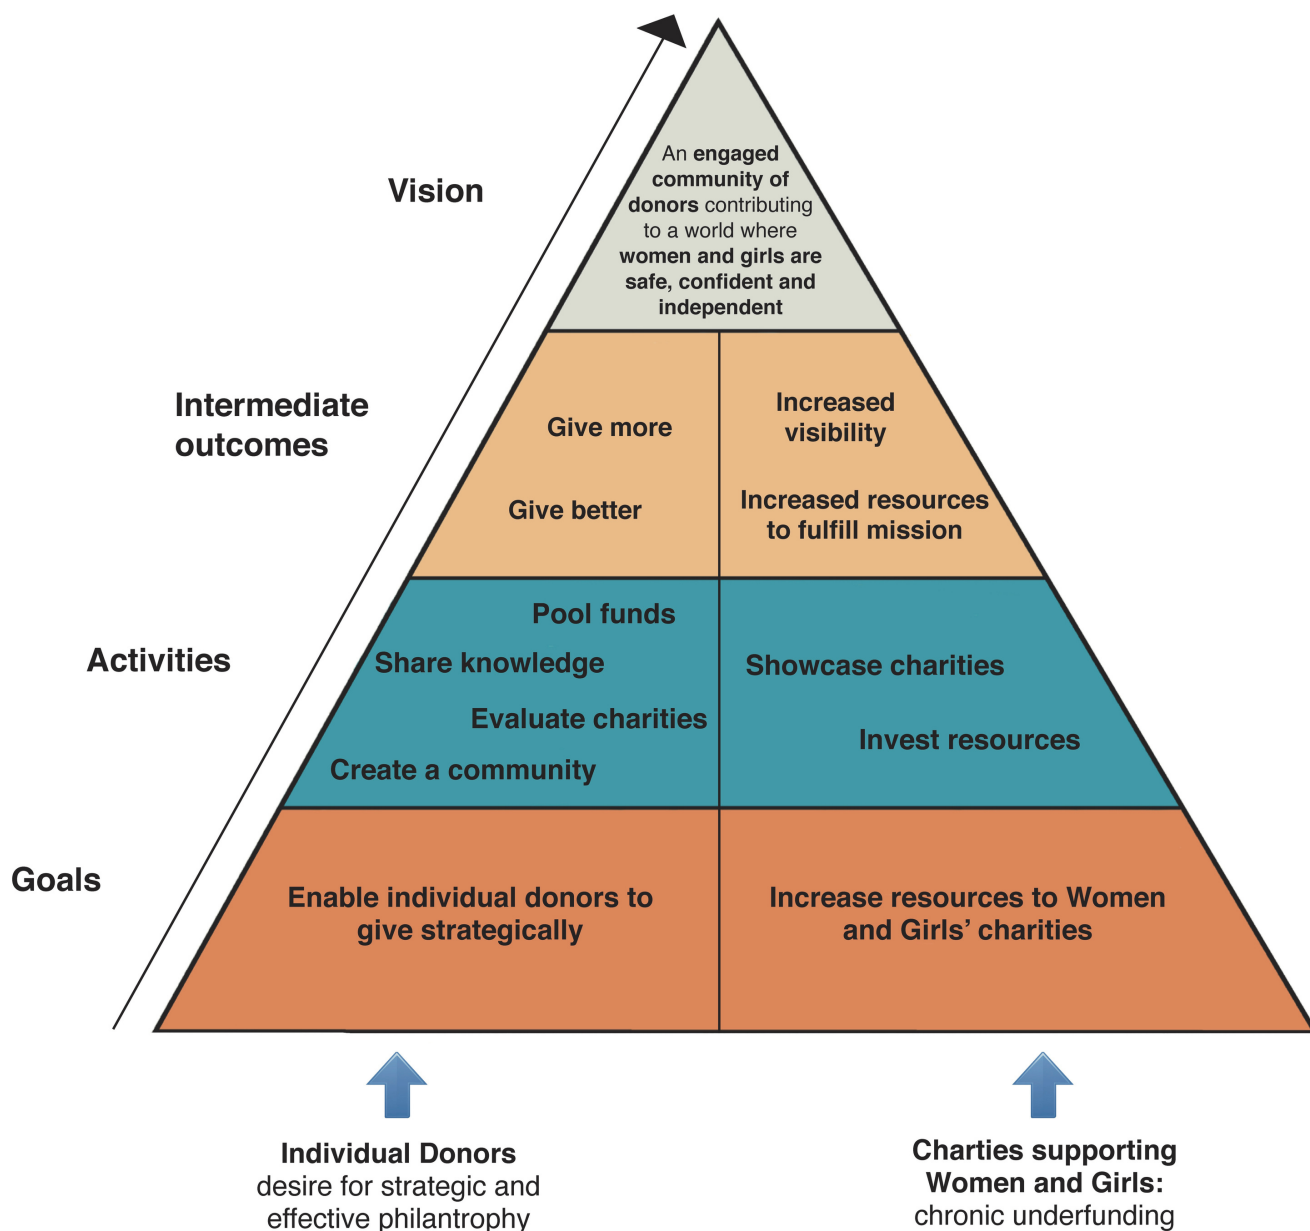 Vision
An engaged
community of
donors contributing
to a world where
women and girls are
safe, confident and
independent
Intermediate
outcomes
Give more
Give better
Increased
visibility
Increased resources
to fulfill mission
Activities
Pool funds
Share knowledge
Evaluate charities
Create a community
Showcase charities
Invest resources
Goals
Enable individual donors to
give strategically
Increase resources to Women
and Girls’ charities
Individual Donors
desire for strategic and
effective philantrophy
Charties supporting
Women and Girls:
chronic underfunding